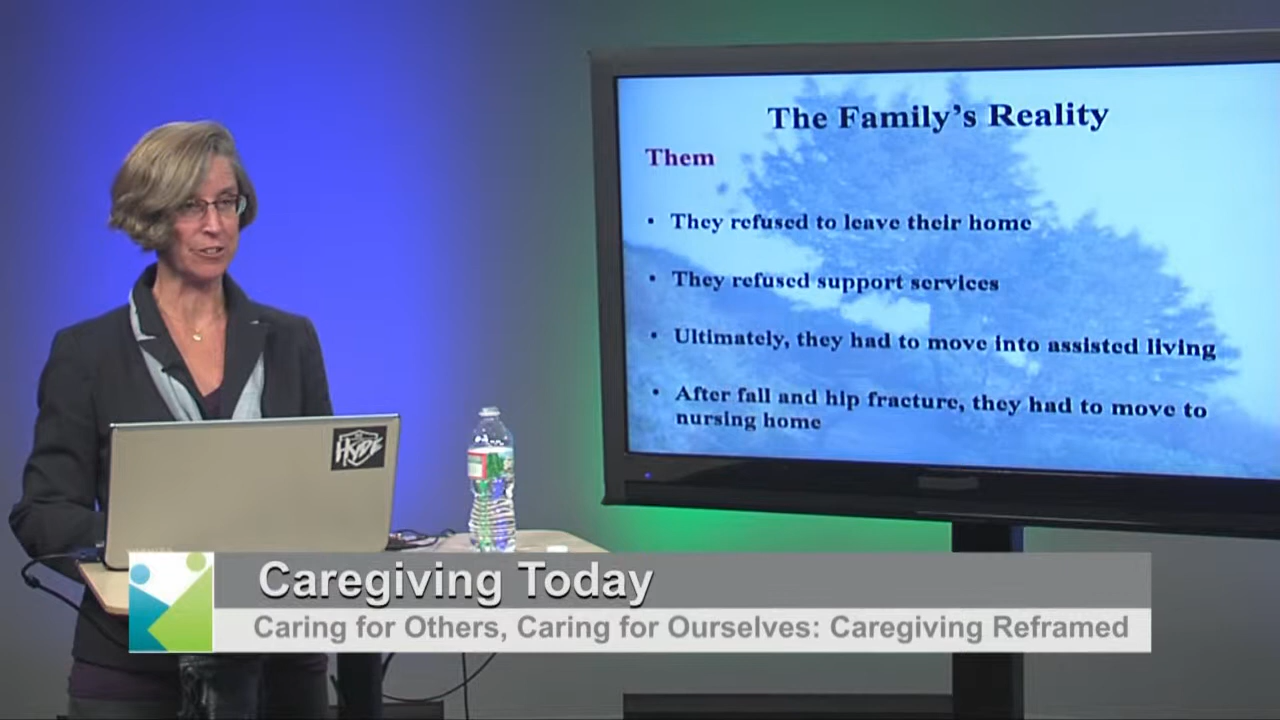 The Family's Reality
Them
• They refused to leave their home
• They refused support services
• Ultimately, they had to move into assisted living
• After fall and hip fracture, they had to move to
nursing home
HYDE
Caregiving Today
Caring for Others, Caring for Ourselves: Caregiving Reframed